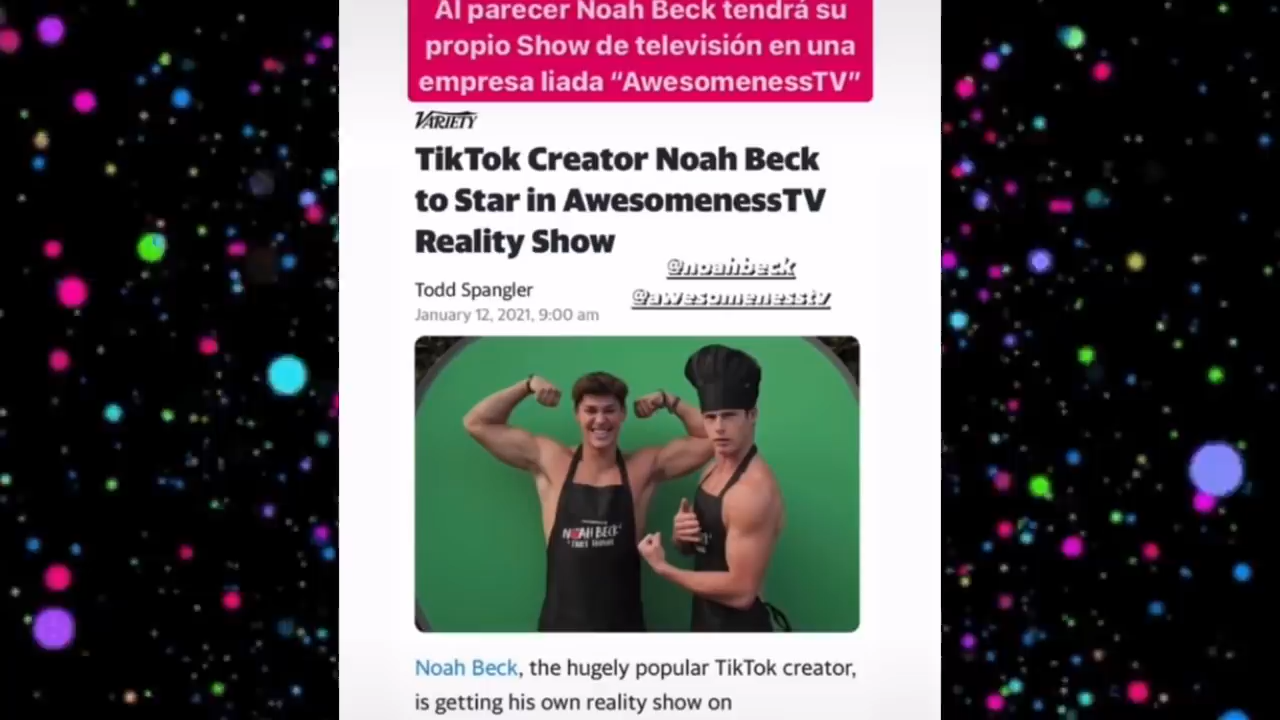 Al parecer Noah Beck tendrá su
propio Show de televisión en una
empresa liada “AwesomenessTV”
VARIETY
TikTok Creator Noah Beck
to Star in AwesomenessTV
Reality Show
@noahbeck
Todd Spangler
@awesomenesstv
January 12, 2021, 9:00 am
NOAH BECK
Noah Beck, the hugely popular TikTok creator,
is getting his own reality show on